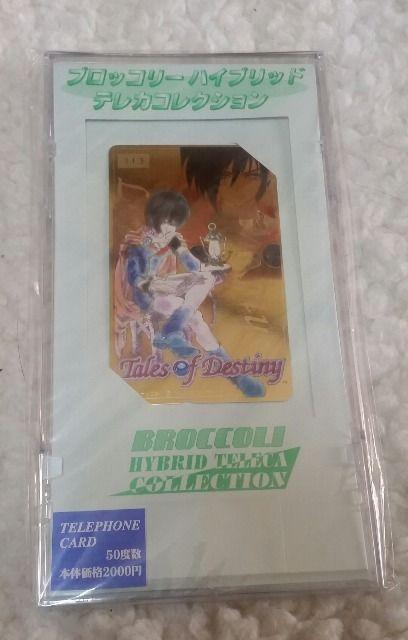 ブロッコリーハイブリッド
テレカコレクション
Tales of Destiny
BROCCOLI
HYBRID TELECA
COLLECTION
TELEPHONE
CARD
50度数
本体価格2000円